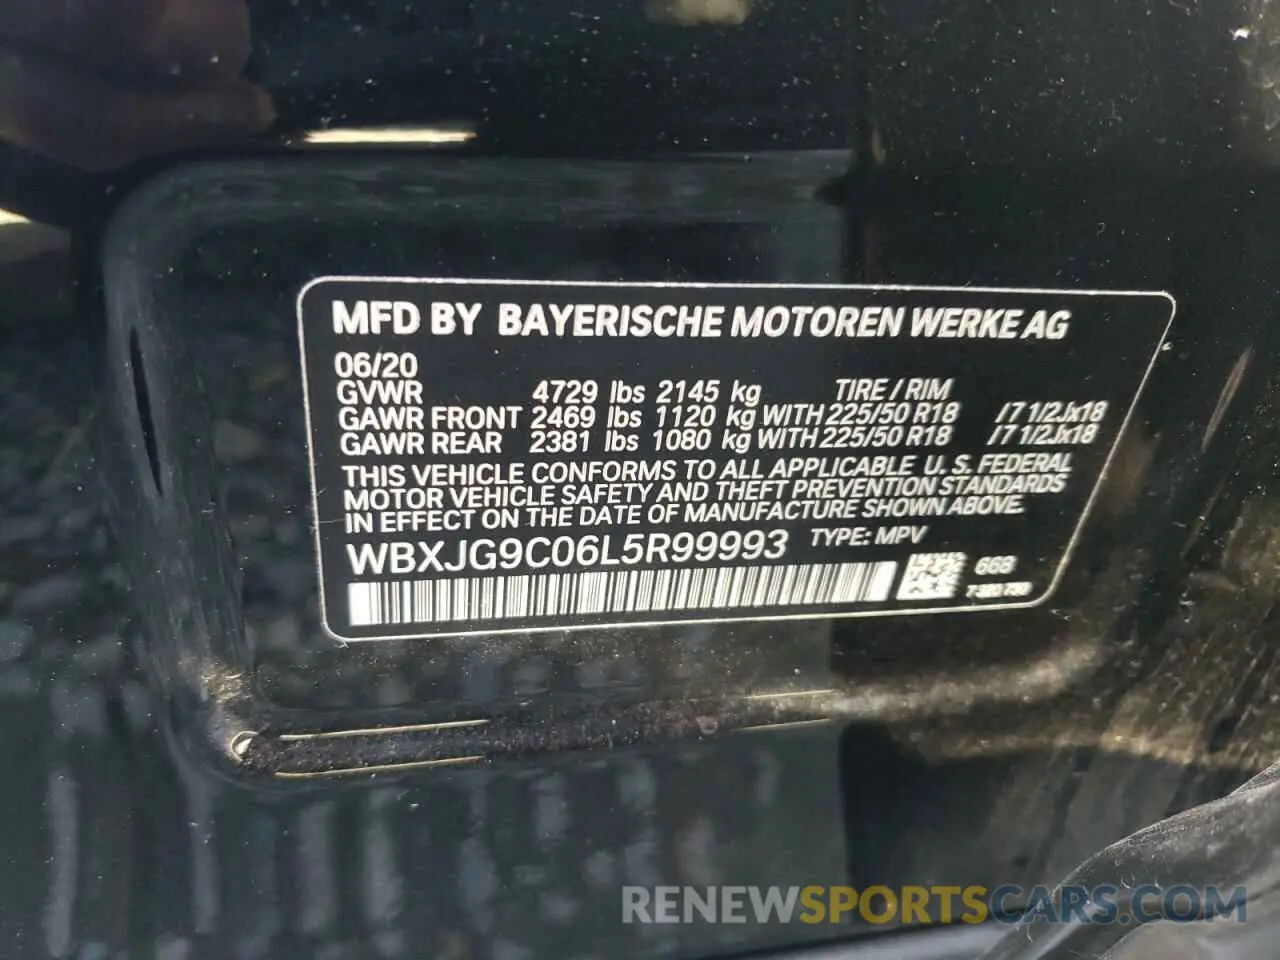 MFD BY BAYERISCHE MOTOREN WERKE AG
06/20
GVWR 4729 lbs 2145 kg TIRE / RIM
GAWR FRONT 2469 lbs 1120 kg WITH 225/50 R18 /7 1/2Jx18
GAWR REAR 2381 lbs 1080 kg WITH 225/50 R18 /7 1/2Jx18
THIS VEHICLE CONFORMS TO ALL APPLICABLE U. S. FEDERAL
MOTOR VEHICLE SAFETY AND THEFT PREVENTION STANDARDS
IN EFFECT ON THE DATE OF MANUFACTURE SHOWN ABOVE.
WBXJG9C06L5R99993 TYPE: MPV
668
RENEWSPORTSCARS.COM